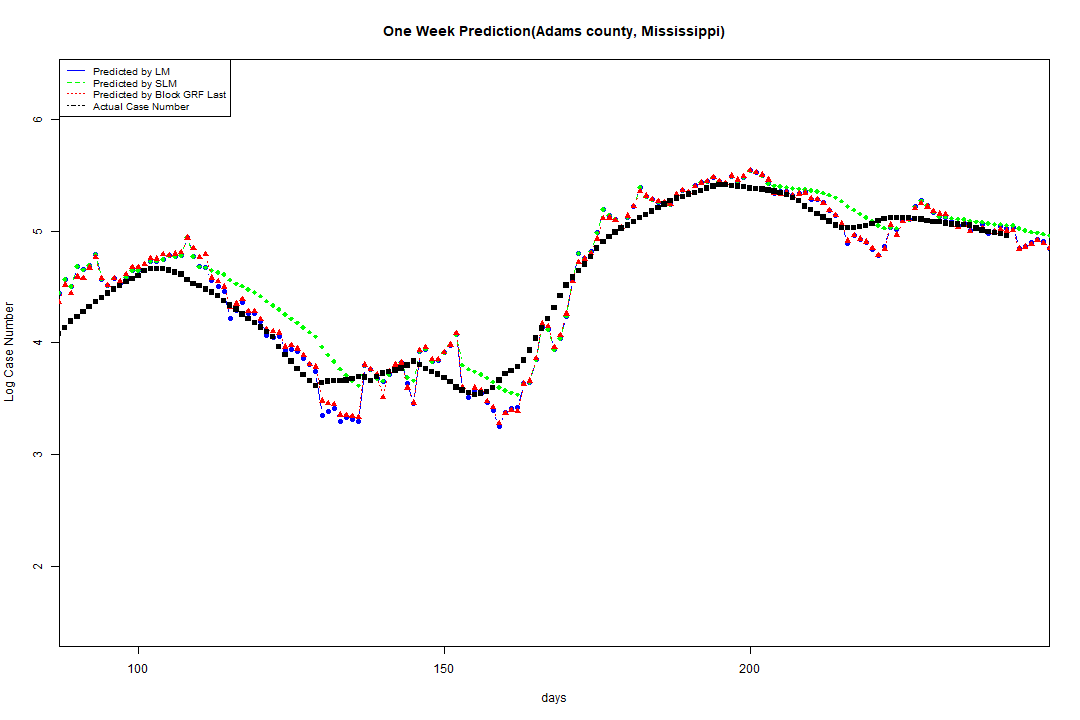 One Week Prediction(Adams county, Mississippi)
Predicted by LM
Predicted by SLM
Predicted by Block GRF Last
Actual Case Number
6
5
4
3
2
Log Case Number
100 150 200
days